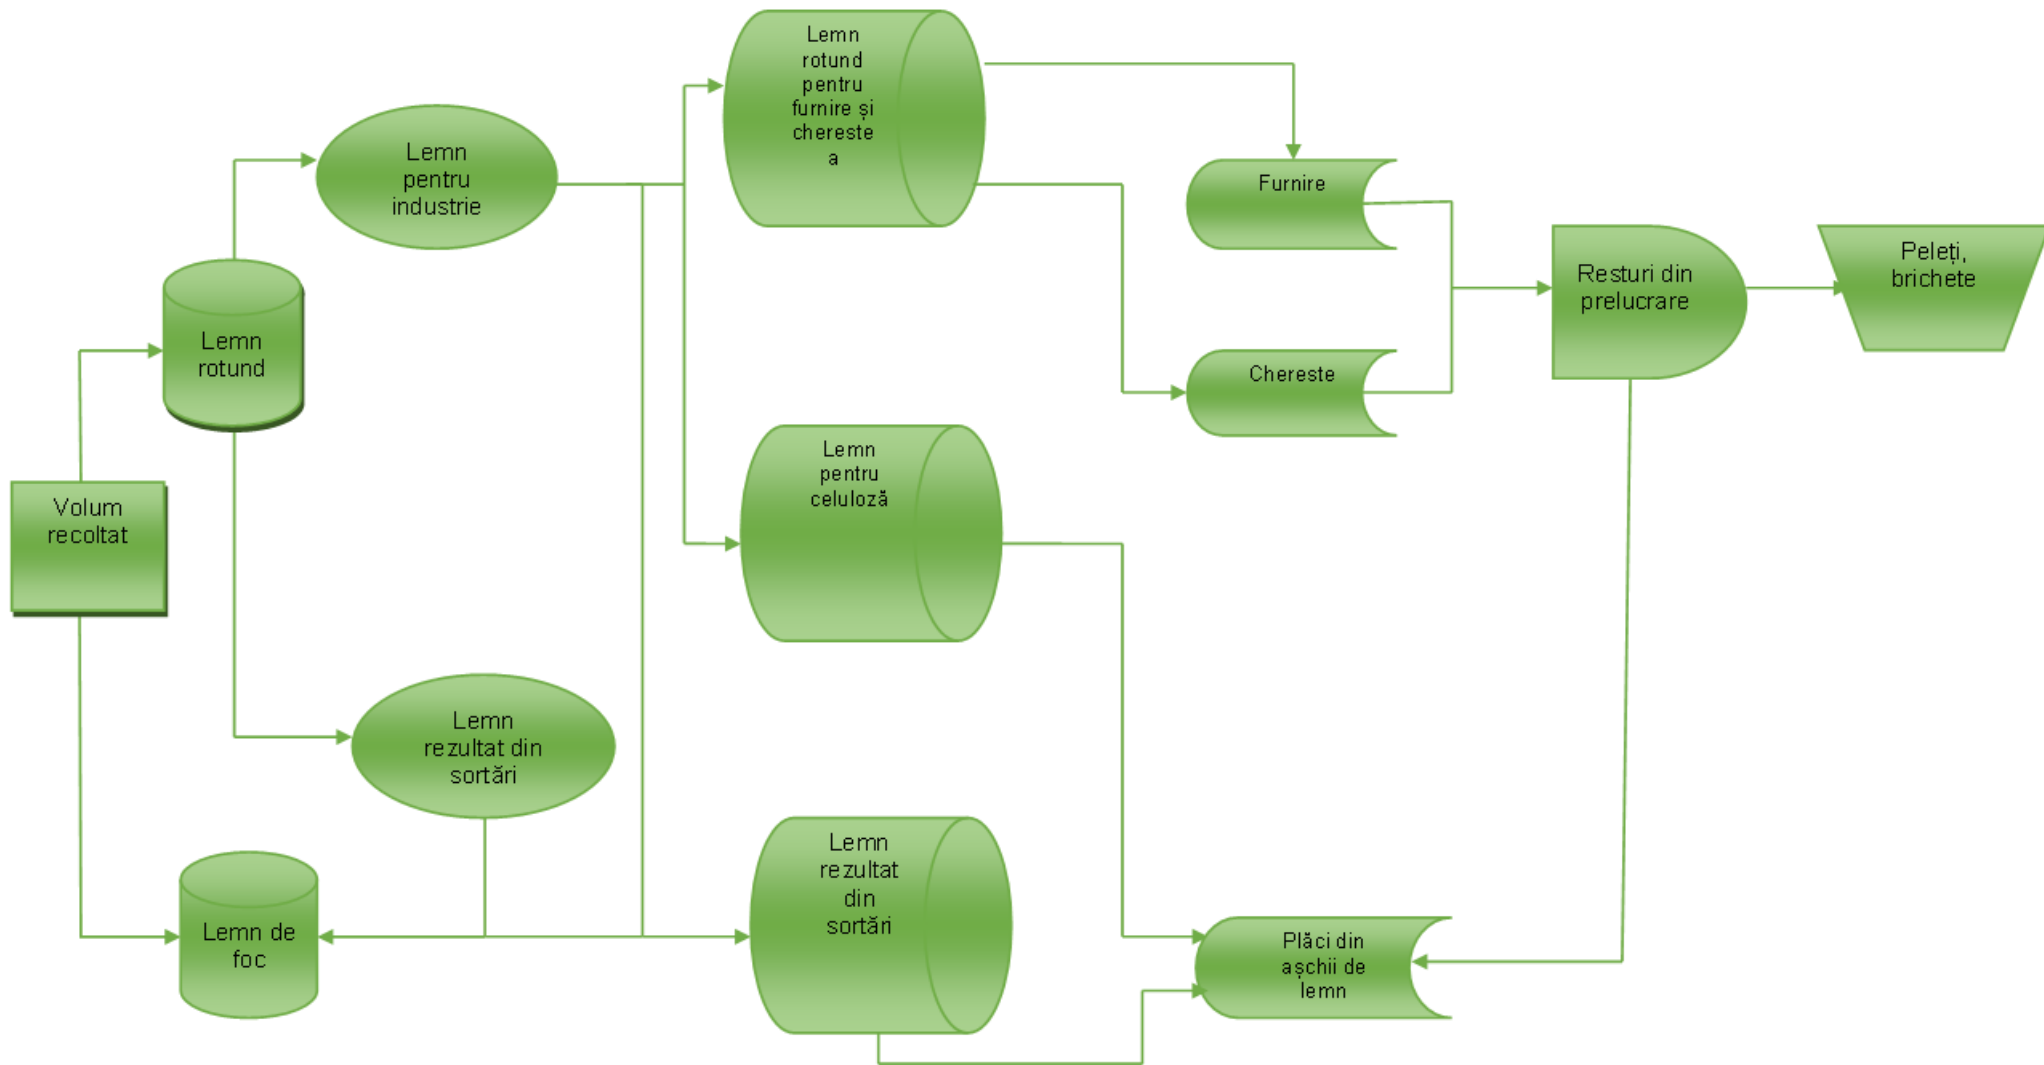 Lemn
rotund
pentru
furnire și
chereste
a
Lemn
pentru
industrie
Furnire
Peleți,
brichete
Resturi din
prelucrare
Lemn
rotund
Chereste
Lemn
pentru
celuloză
Volum
recoltat
Lemn
rezultat din
sortări
Lemn
rezultat
din
sortări
Lemn de
foc
Plăci din
așchii de
lemn